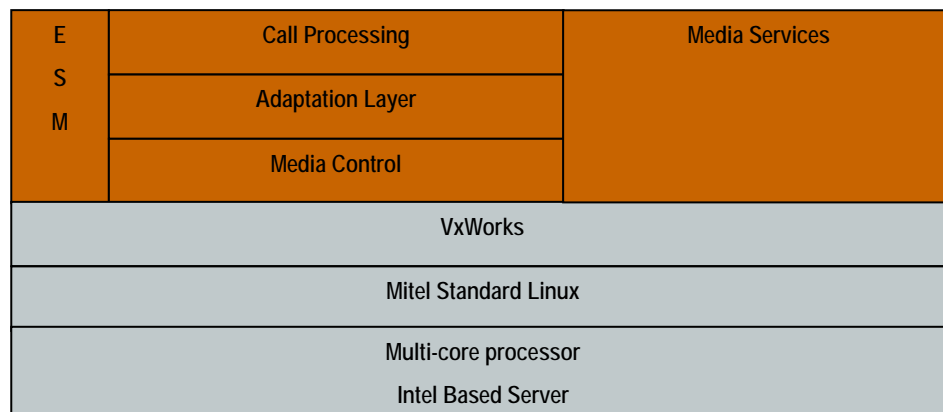 E
S
M
Call Processing
Adaptation Layer
Media Control
Media Services
VxWorks
Mitel Standard Linux
Multi-core processor
Intel Based Server